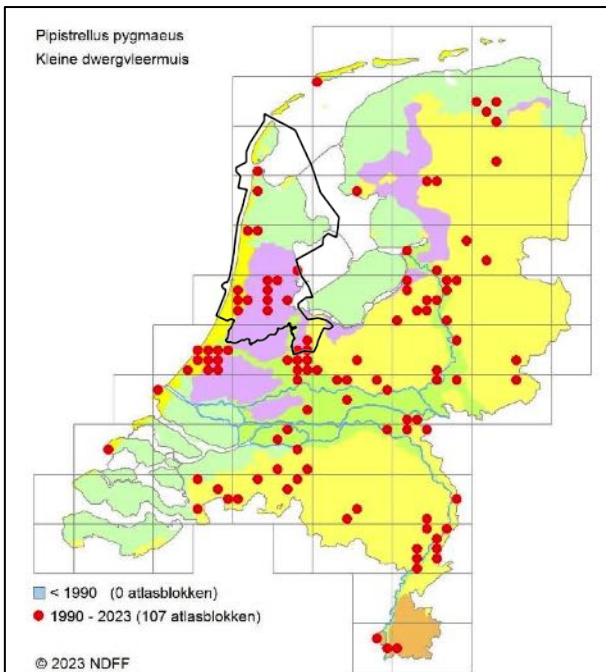 Pipistrellus pygmaeus
Kleine dwergvleermuis
< 1990 (0 atlasblokken)
1990 - 2023 (107 atlasblokken)
© 2023 NDFF